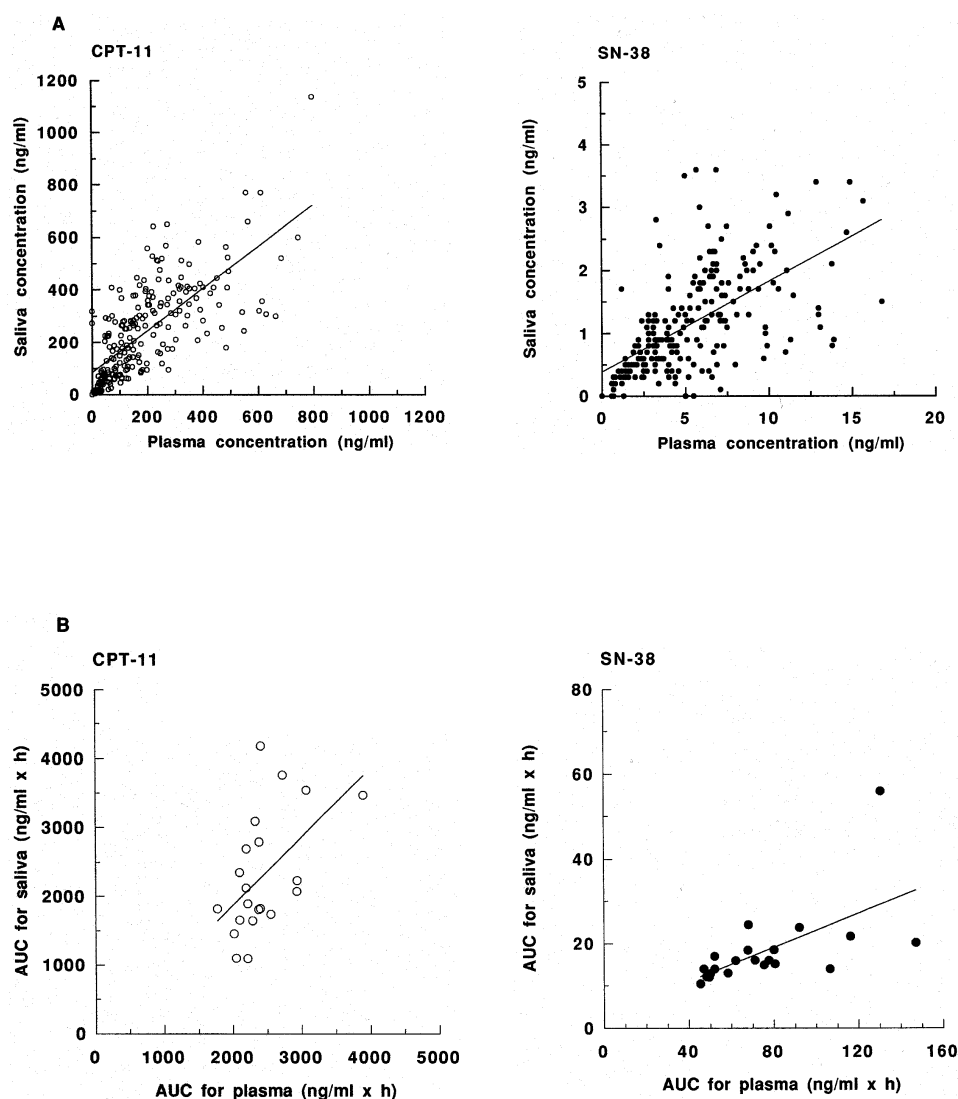 A
CPT-11
SN-38
1200
1000
800
600
400
200
0
Saliva concentration (ng/ml)
0 200 400 600 800 1000 1200
Plasma concentration (ng/ml)
5
4
3
2
1
0
Saliva concentration (ng/ml)
0 5 10 15 20
Plasma concentration (ng/ml)
B
CPT-11
SN-38
5000
4000
3000
2000
1000
0
AUC for saliva (ng/ml x h)
0 1000 2000 3000 4000 5000
AUC for plasma (ng/ml x h)
80
60
40
20
0
AUC for saliva (ng/ml x h)
0 40 80 120 160
AUC for plasma (ng/ml x h)